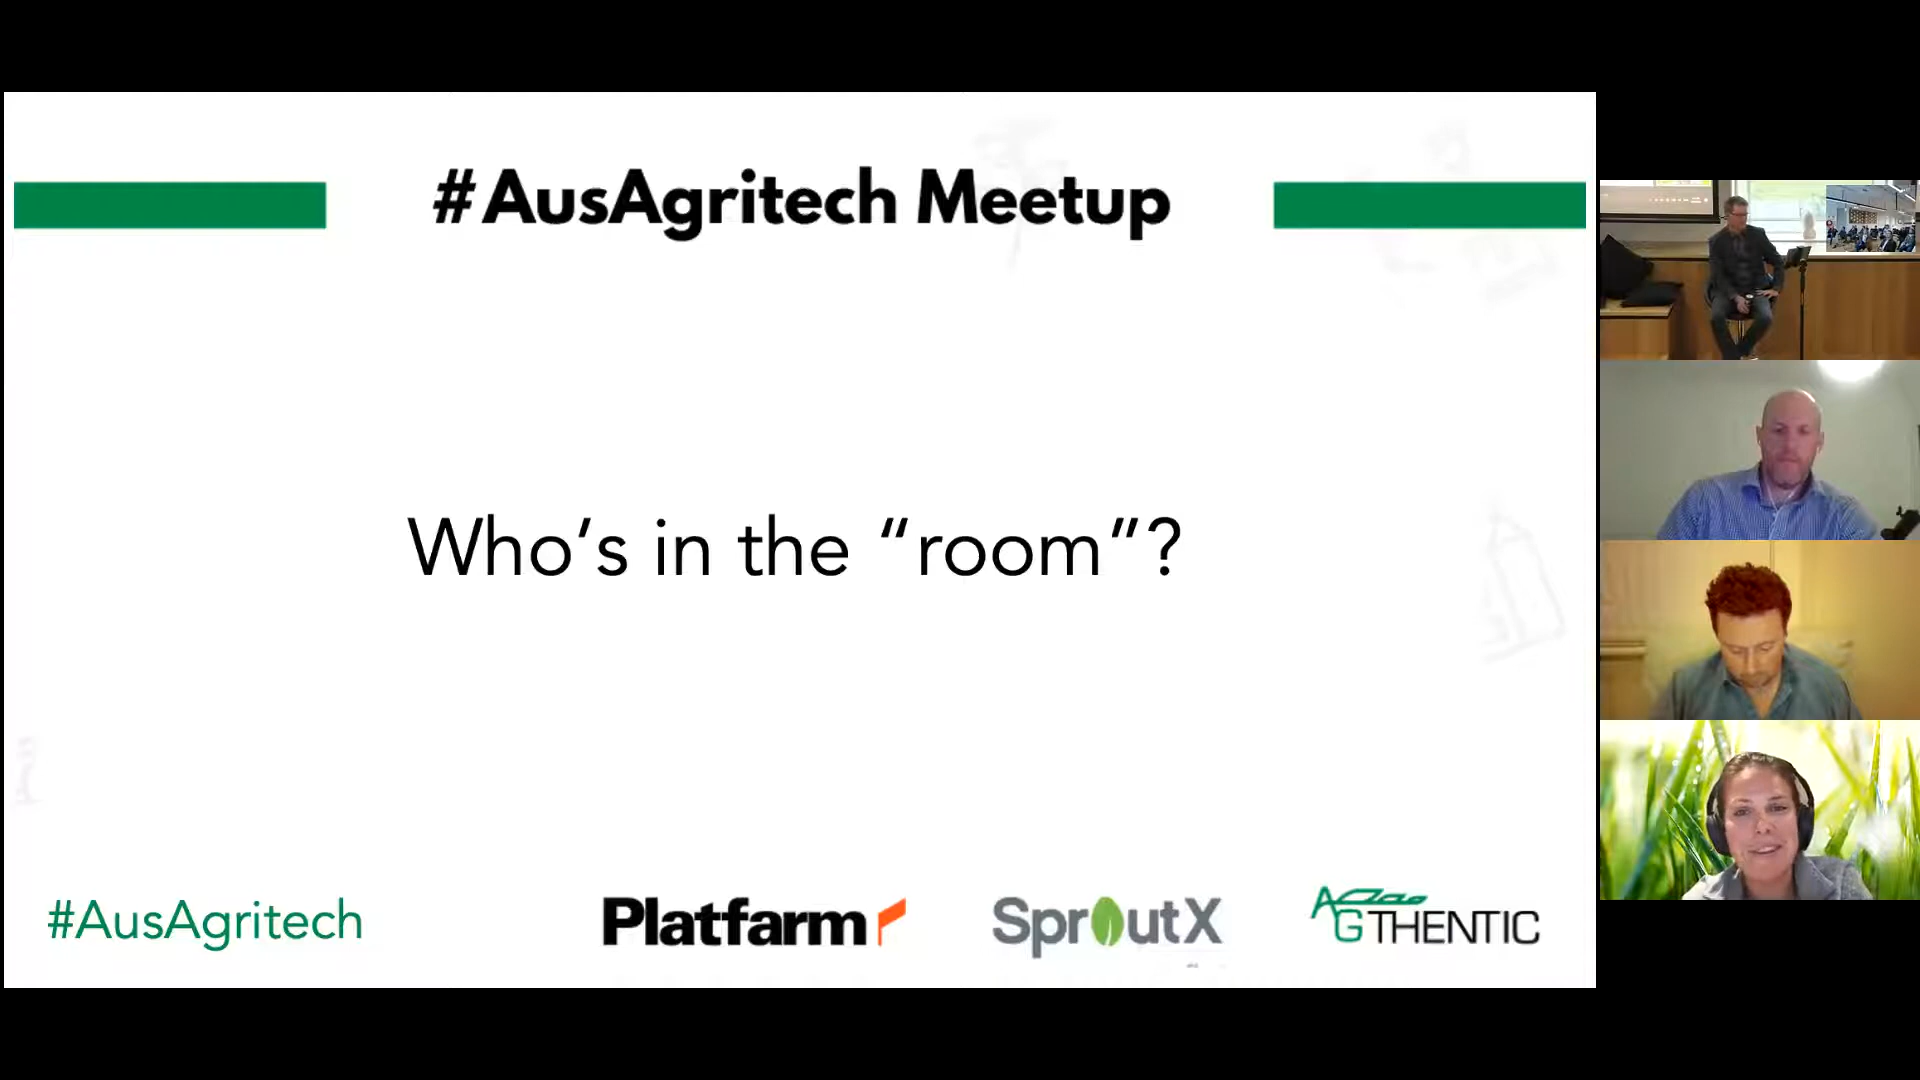 #AusAgritech Meetup
Who’s in the “room”?
#AusAgritech
Platfarm
SproutX
AGTHENTIC